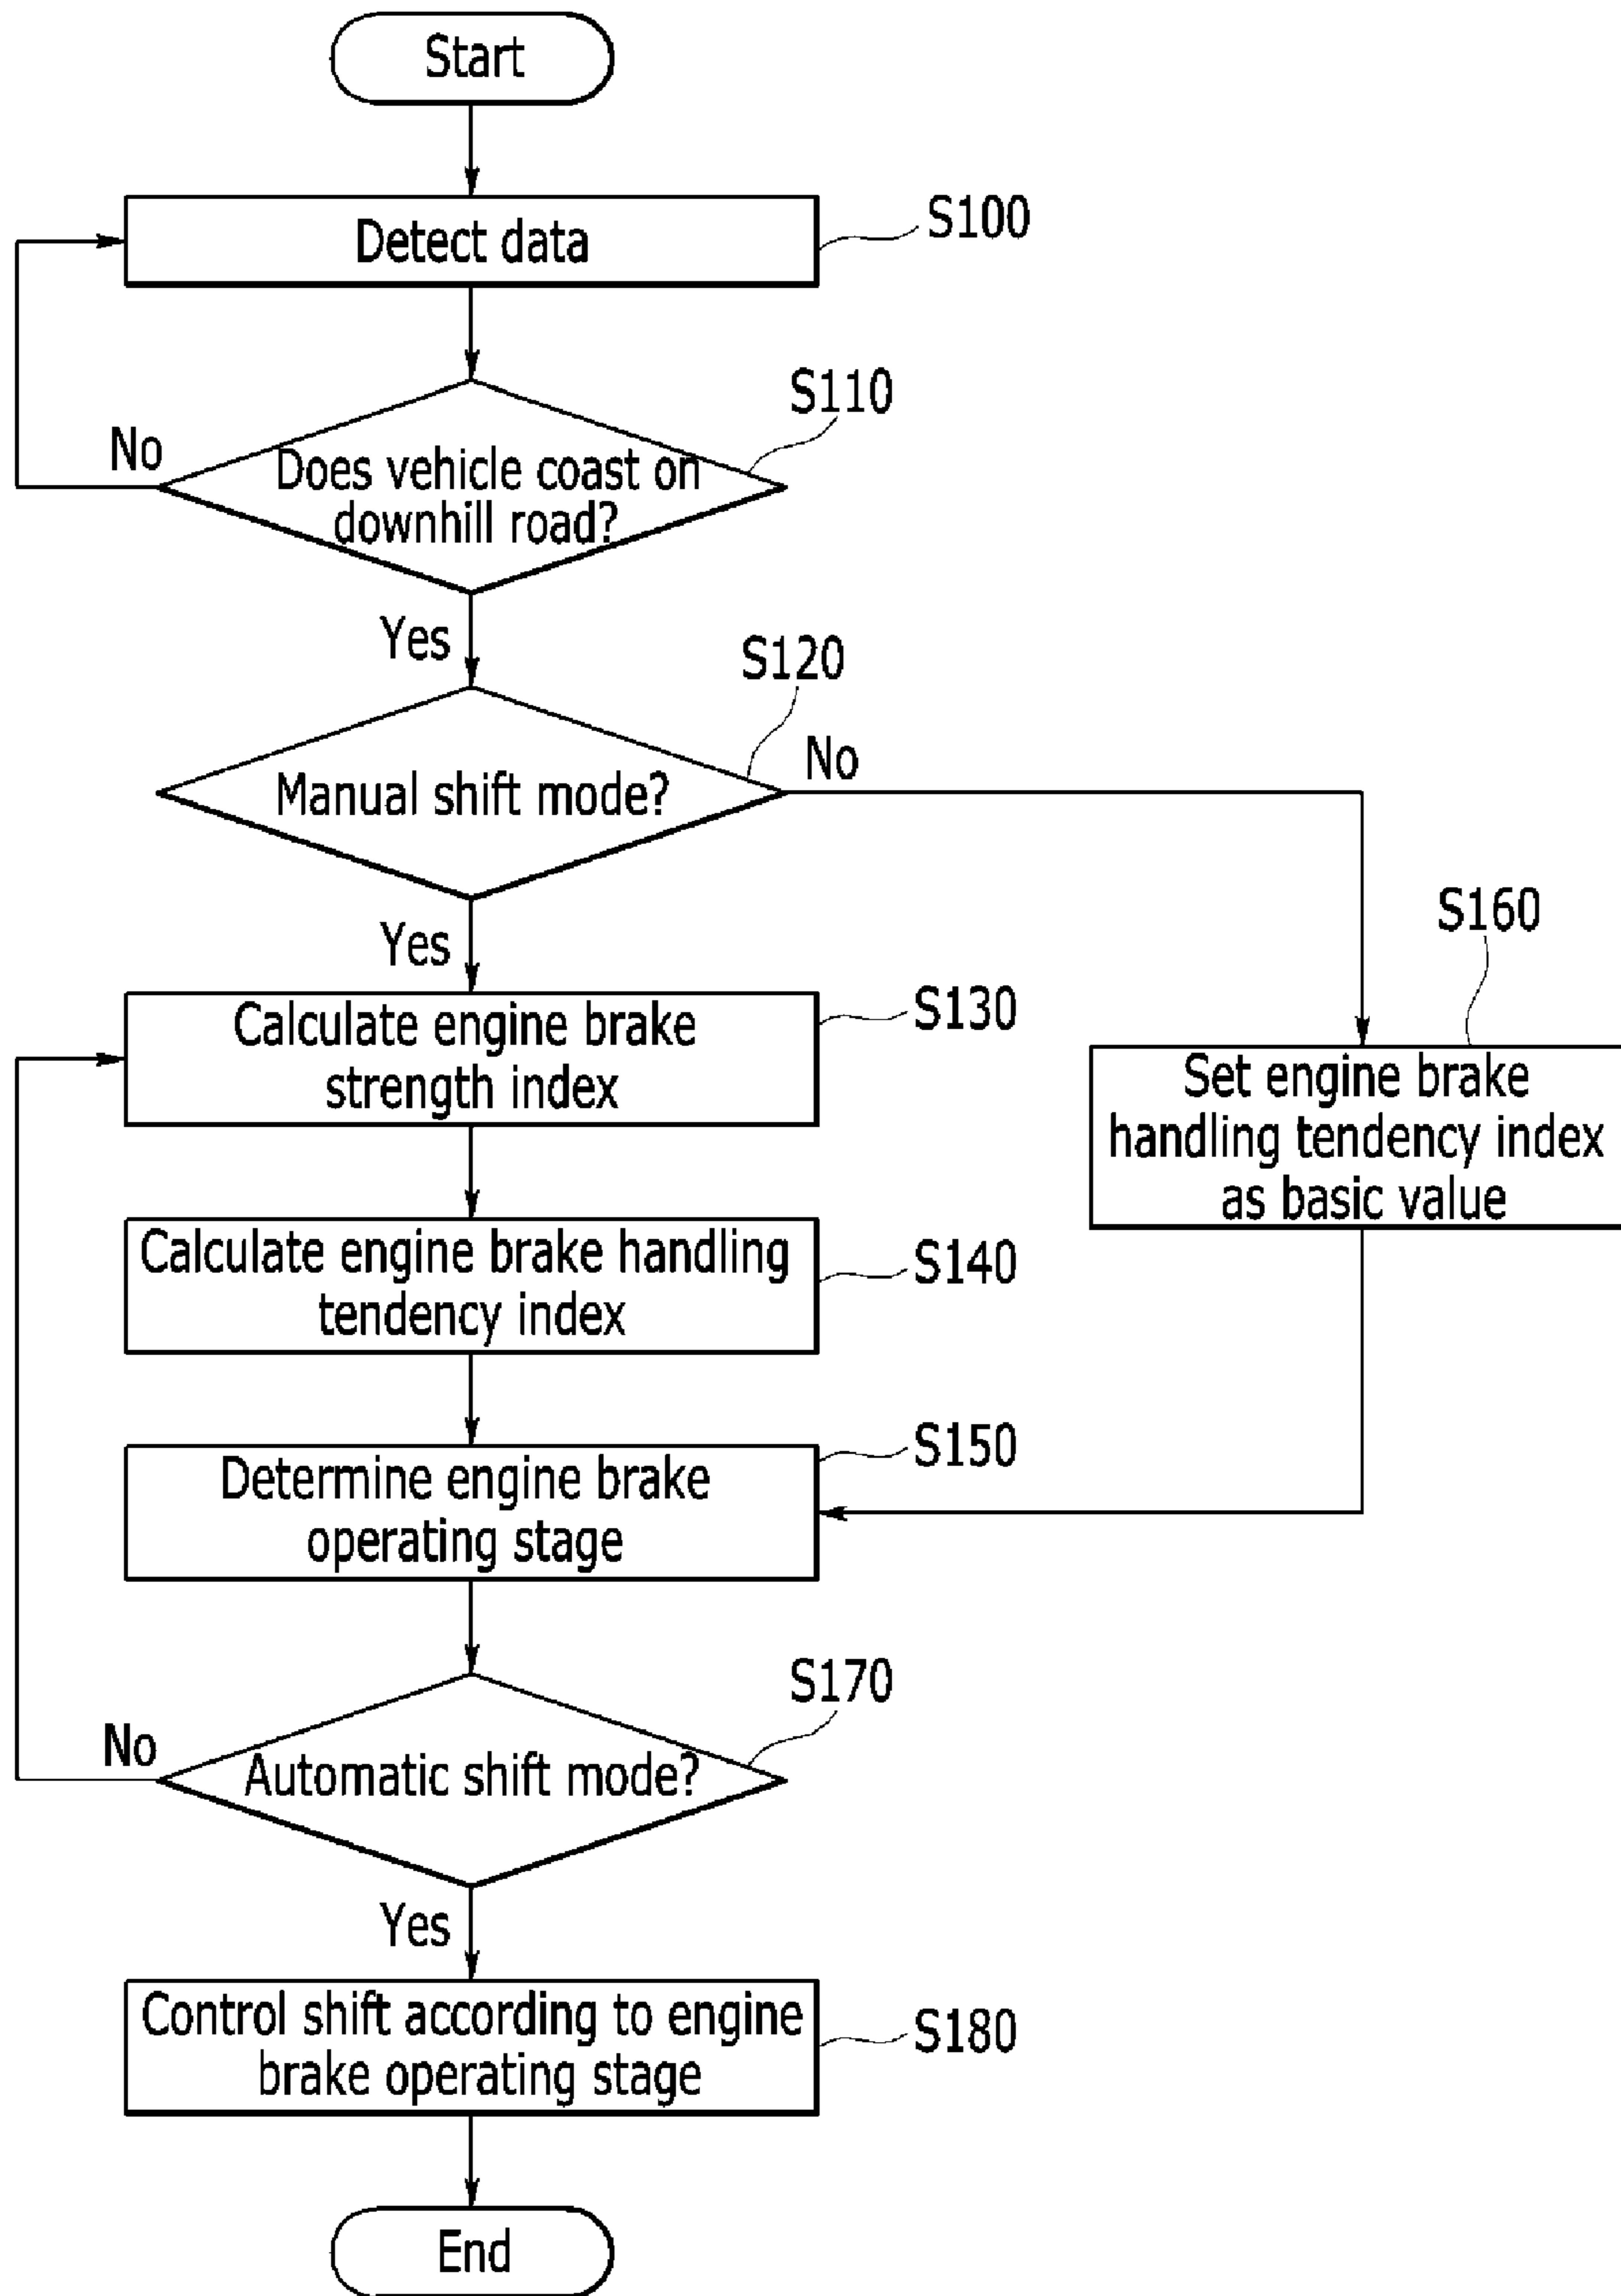 Start
Detect data
S100
S110
No
Does vehicle coast on
downhill road?
Yes
S120
No
Manual shift mode?
Yes
S160
Calculate engine brake
strength index
S130
Set engine brake
handling tendency index
as basic value
Calculate engine brake handling
tendency index
S140
Determine engine brake
operating stage
S150
S170
No
Automatic shift mode?
Yes
Control shift according to engine
brake operating stage
S180
End